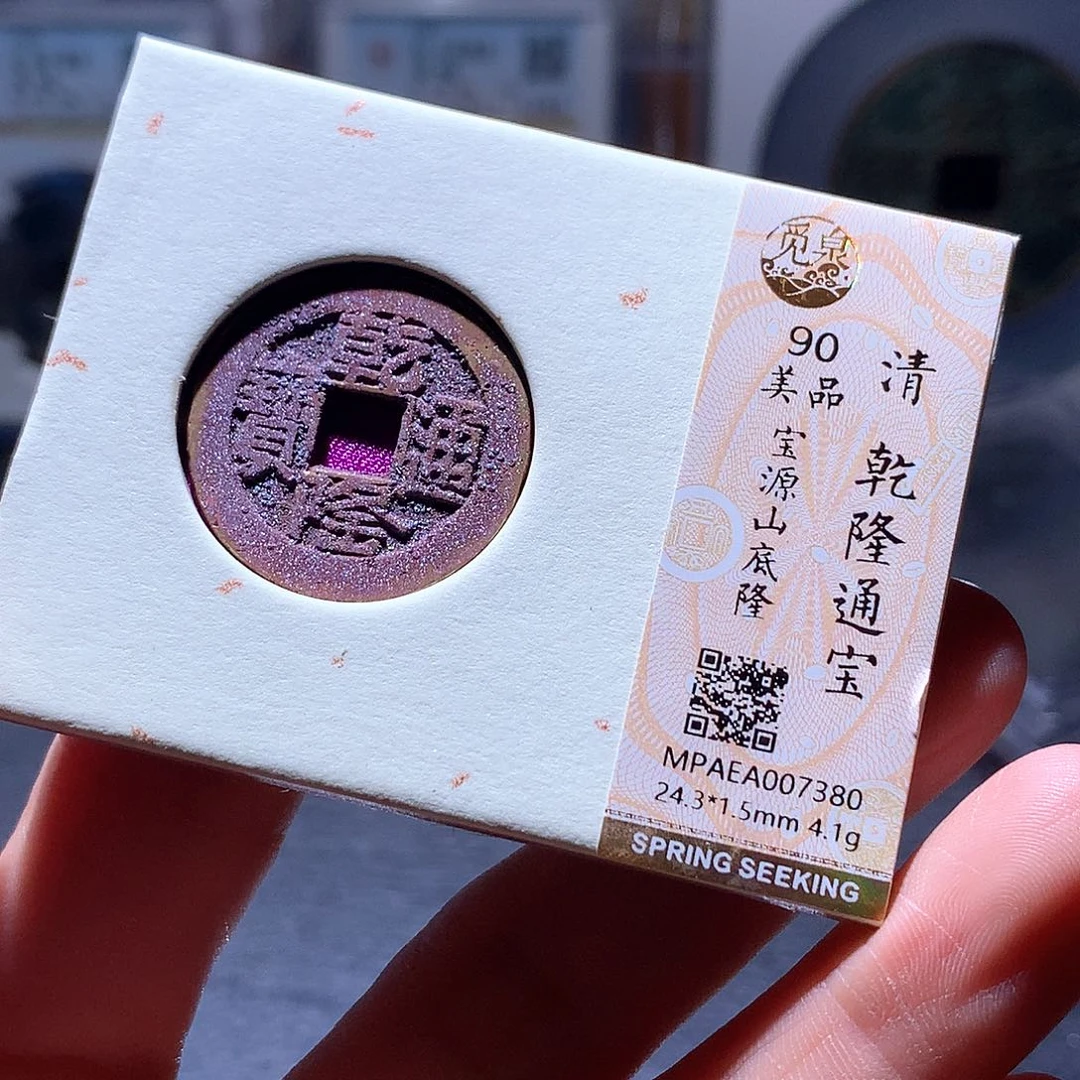 乾隆通寶
觅泉
90
美品
宝源山底隆
清 乾隆通宝
MPAEA007380
24.3*1.5mm 4.1g
SPRING SEEKING